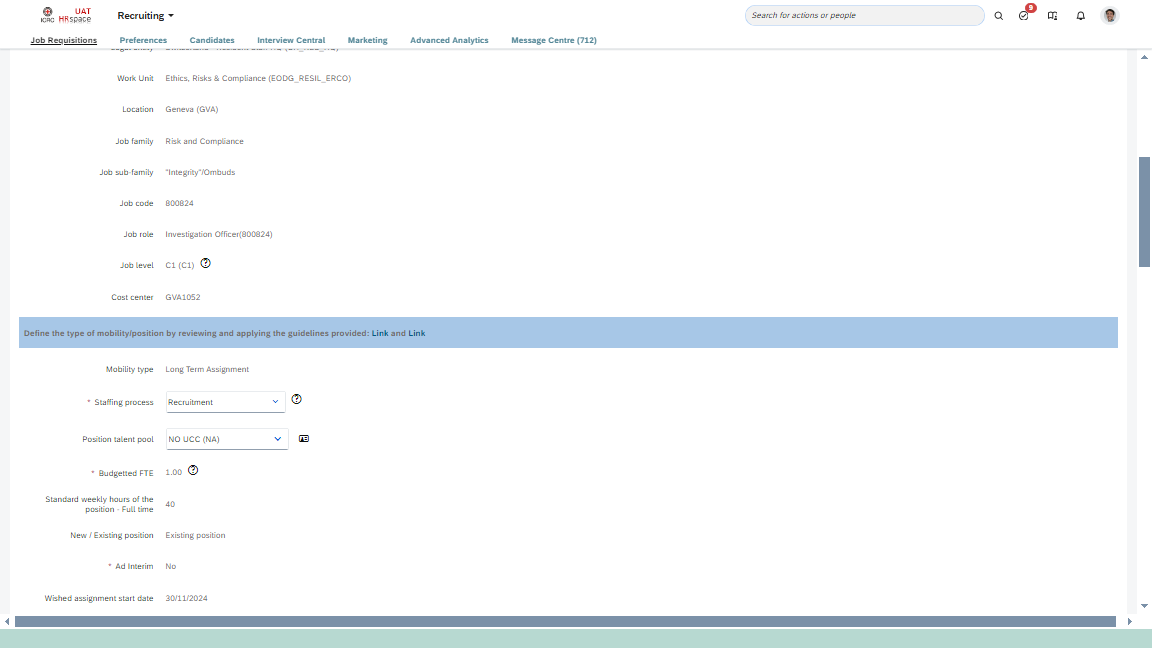 ICRC
UAT
HRspace
Recruiting
Search for actions or people
9
Job Requisitions
Preferences
Candidates
Interview Central
Marketing
Advanced Analytics
Message Centre (712)
Work Unit Ethics, Risks & Compliance (EODG_RESIL_ERCO)
Location Geneva (GVA)
Job family Risk and Compliance
Job sub-family "Integrity"/Ombuds
Job code 800824
Job role Investigation Officer(800824)
Job level C1 (C1)
Cost center GVA1052
Define the type of mobility/position by reviewing and applying the guidelines provided: Link and Link
Mobility type Long Term Assignment
* Staffing process Recruitment
Position talent pool NO UCC (NA)
* Budgetted FTE 1.00
Standard weekly hours of the
position - Full time 40
New / Existing position Existing position
* Ad Interim No
Wished assignment start date 30/11/2024